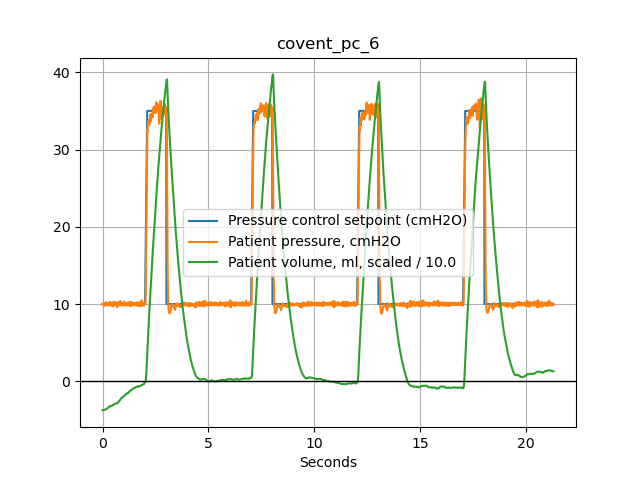 covent_pc_6
40
30
20
10
0
Pressure control setpoint (cmH2O)
Patient pressure, cmH2O
Patient volume, ml, scaled / 10.0
0 5 10 15 20
Seconds